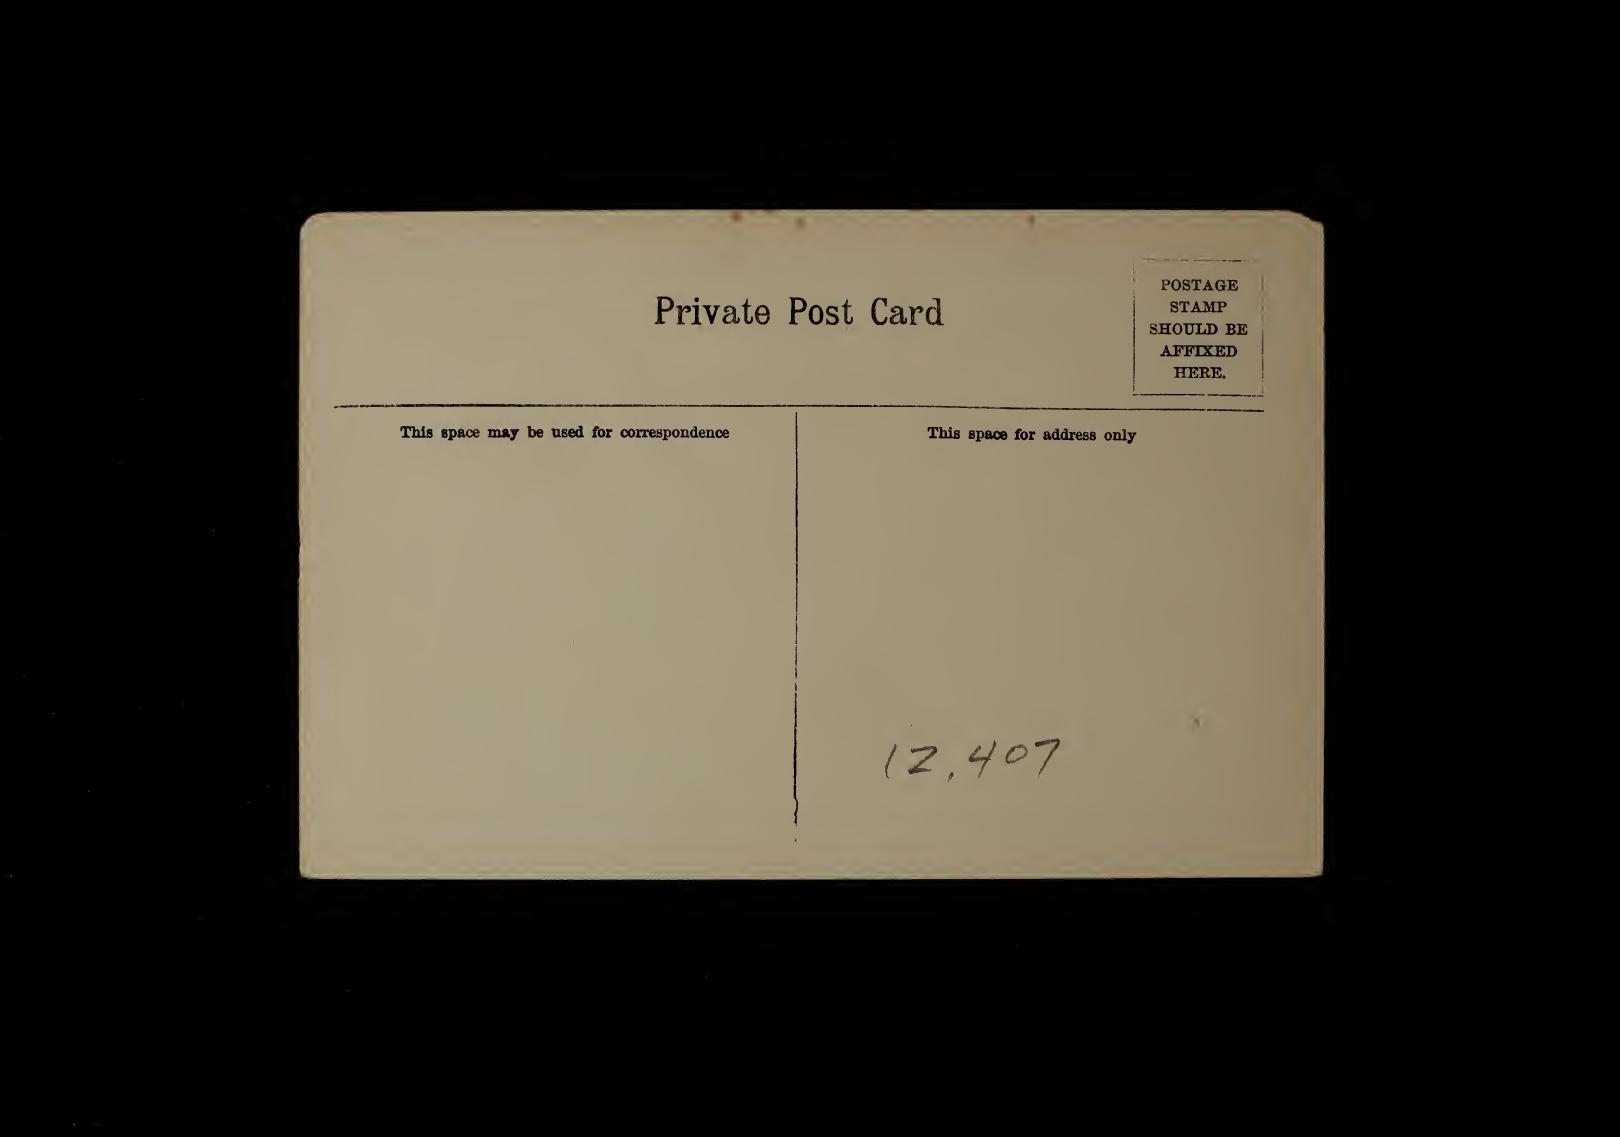 Private Post Card
POSTAGE
STAMP
SHOULD BE
AFFIXED
HERE.
This space may be used for correspondence
This space for address only
12,407